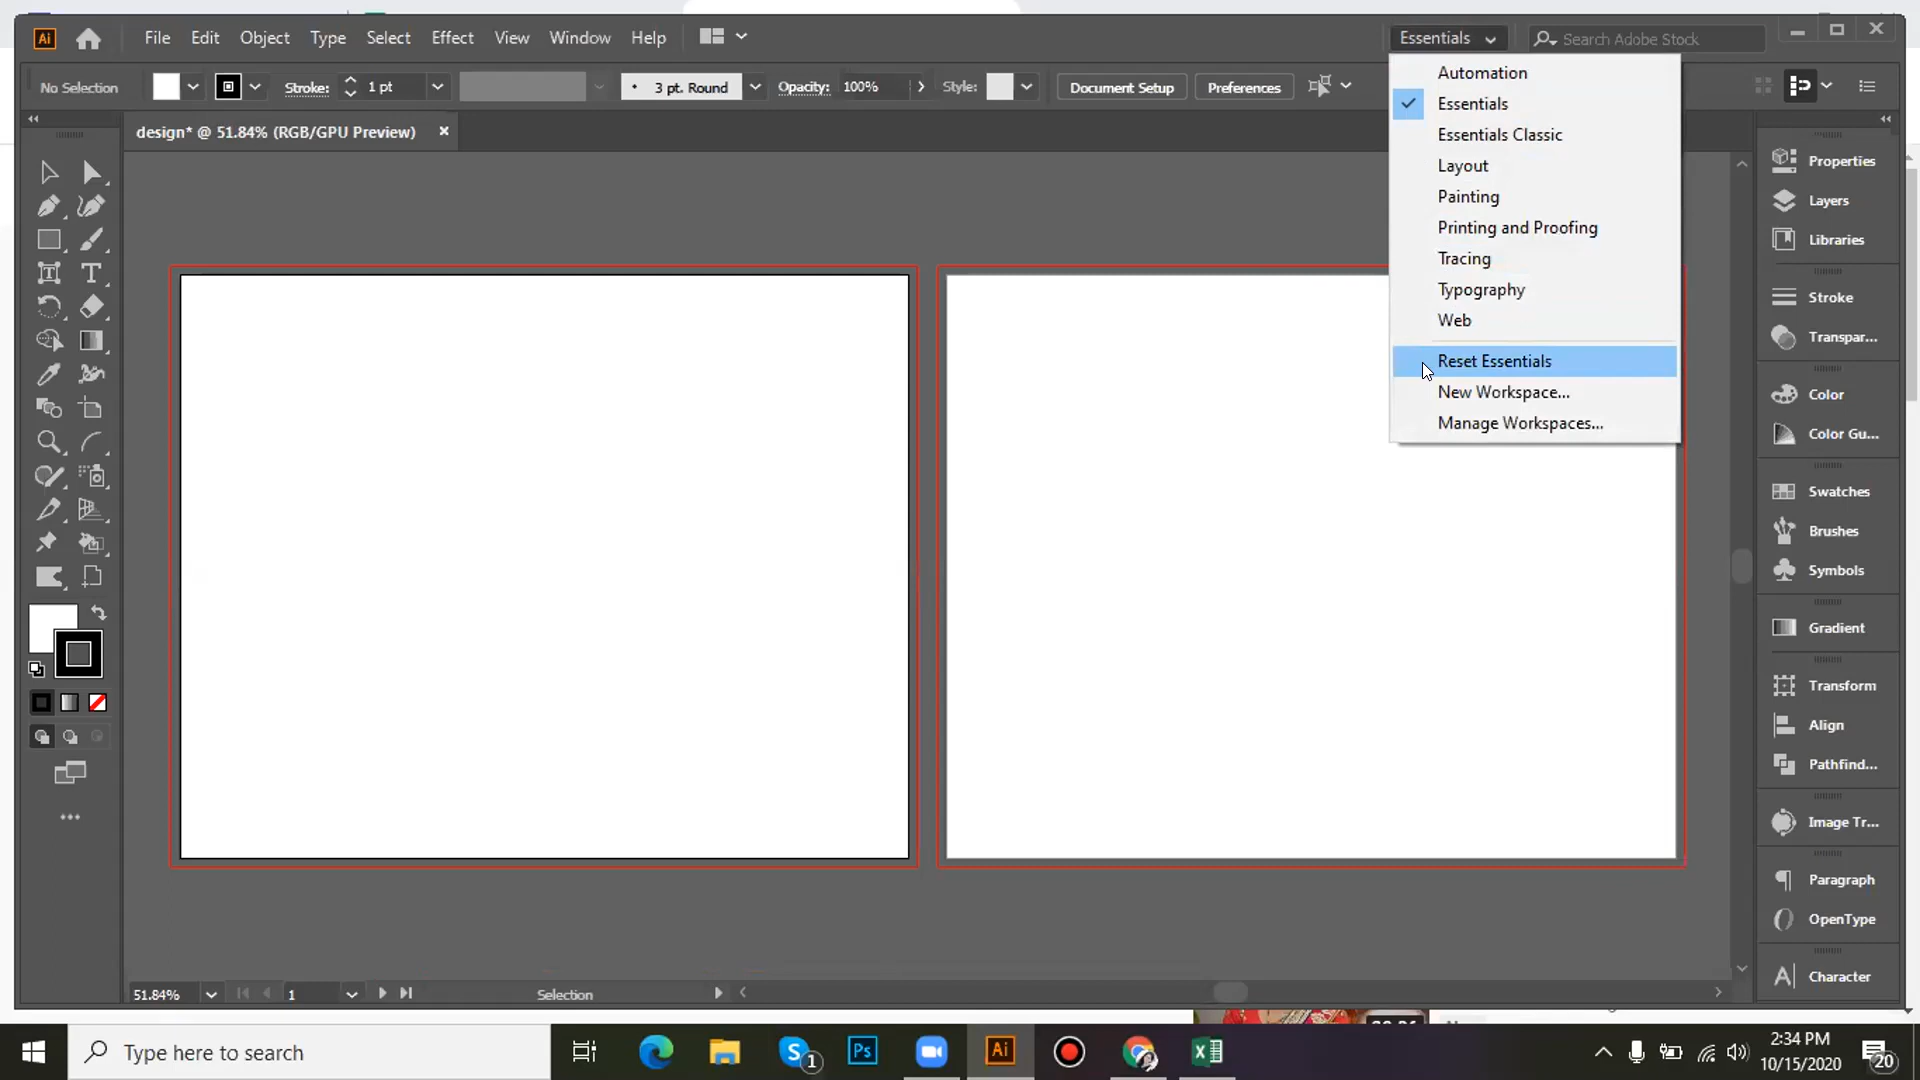 Ai File Edit Object Type Select Effect View Window Help Essentials Search Adobe Stock
No Selection Stroke: 1 pt 3 pt. Round Opacity: 100% Style: Document Setup Preferences
design* @ 51.84% (RGB/GPU Preview)
Automation
Essentials
Essentials Classic
Layout
Painting
Printing and Proofing
Tracing
Typography
Web
Reset Essentials
New Workspace...
Manage Workspaces...
Properties
Layers
Libraries
Stroke
Transpar...
Color
Color Gu...
Swatches
Brushes
Symbols
Gradient
Transform
Align
Pathfind...
Image Tr...
Paragraph
OpenType
Character
51.84% 1 Selection
Type here to search
S 1
Ps
Ai
X
2:34 PM
10/15/2020
20